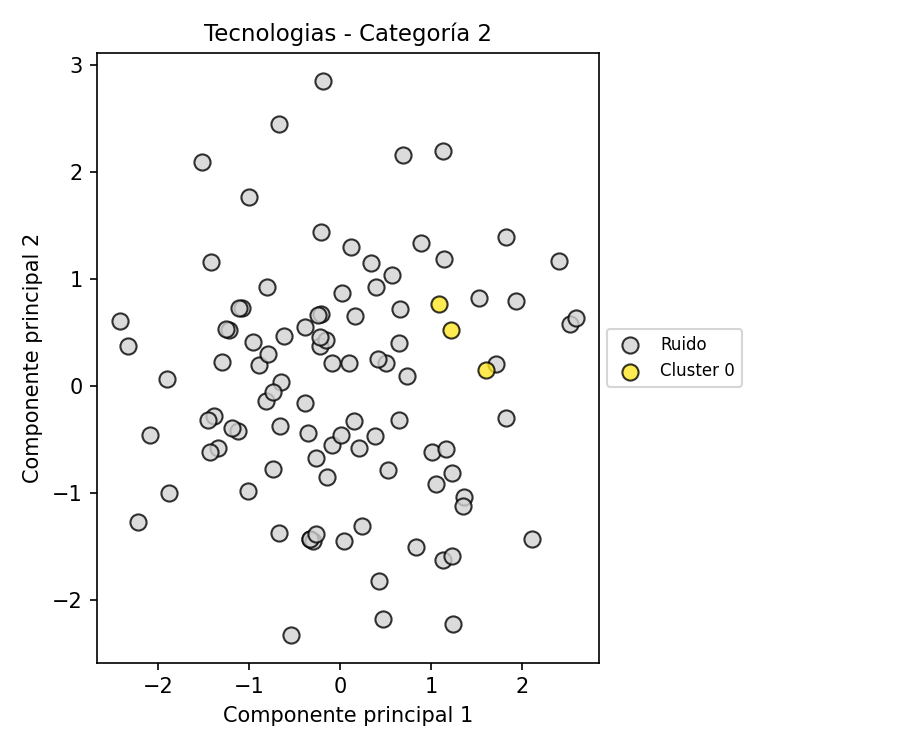 Tecnologias - Categoría 2
Componente principal 2
3
2
1
0
−1
−2
−2 −1 0 1 2
Componente principal 1
Ruido
Cluster 0